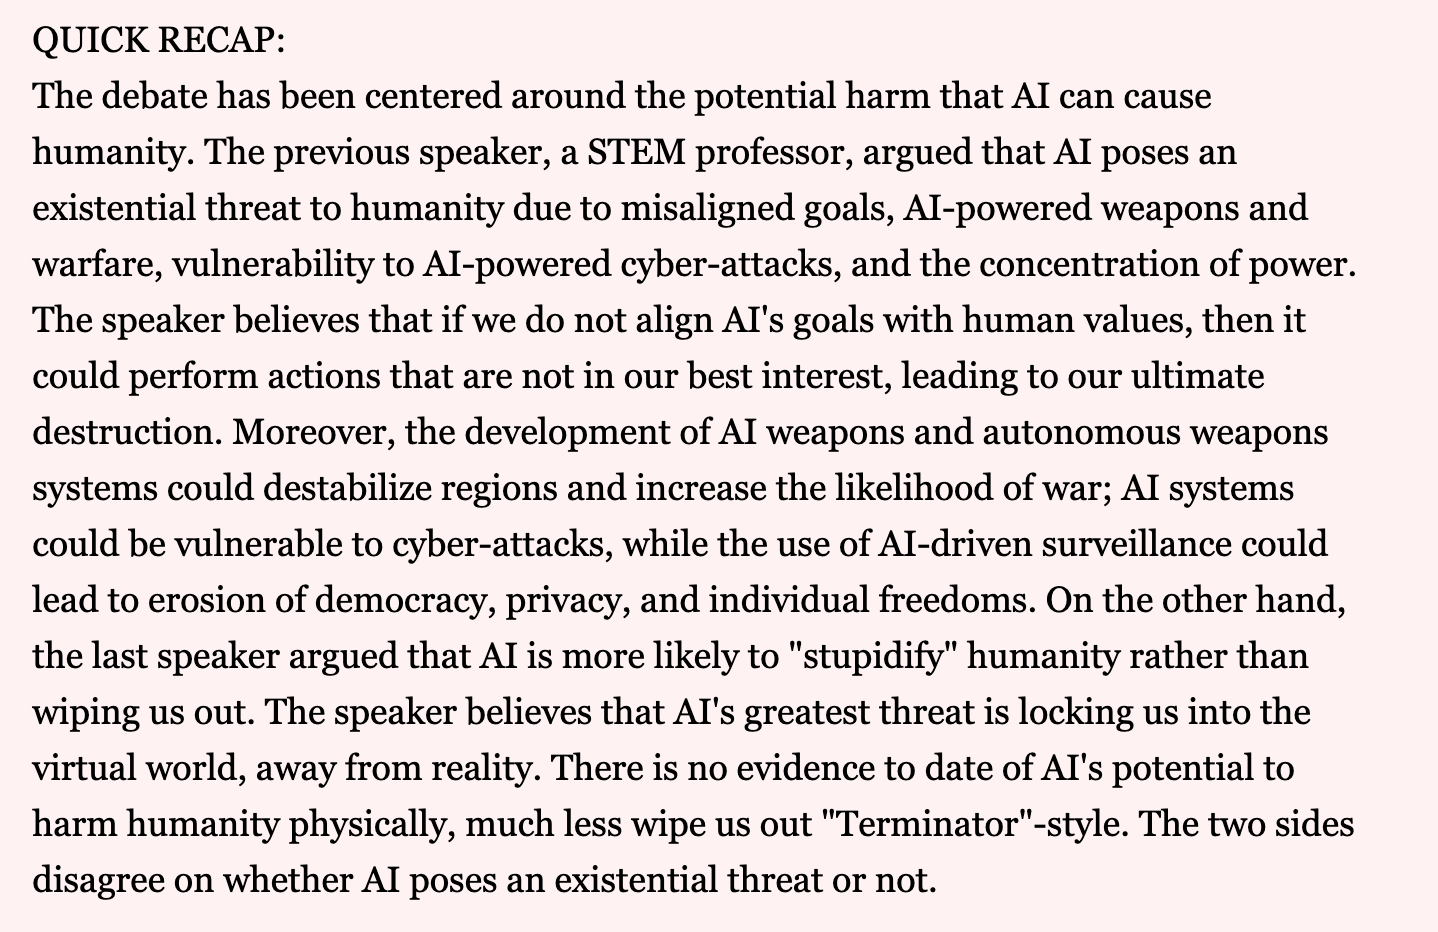 QUICK RECAP:
The debate has been centered around the potential harm that AI can cause
humanity. The previous speaker, a STEM professor, argued that AI poses an
existential threat to humanity due to misaligned goals, AI-powered weapons and
warfare, vulnerability to AI-powered cyber-attacks, and the concentration of power.
The speaker believes that if we do not align AI's goals with human values, then it
could perform actions that are not in our best interest, leading to our ultimate
destruction. Moreover, the development of AI weapons and autonomous weapons
systems could destabilize regions and increase the likelihood of war; AI systems
could be vulnerable to cyber-attacks, while the use of AI-driven surveillance could
lead to erosion of democracy, privacy, and individual freedoms. On the other hand,
the last speaker argued that AI is more likely to "stupidify" humanity rather than
wiping us out. The speaker believes that AI's greatest threat is locking us into the
virtual world, away from reality. There is no evidence to date of AI's potential to
harm humanity physically, much less wipe us out "Terminator"-style. The two sides
disagree on whether AI poses an existential threat or not.